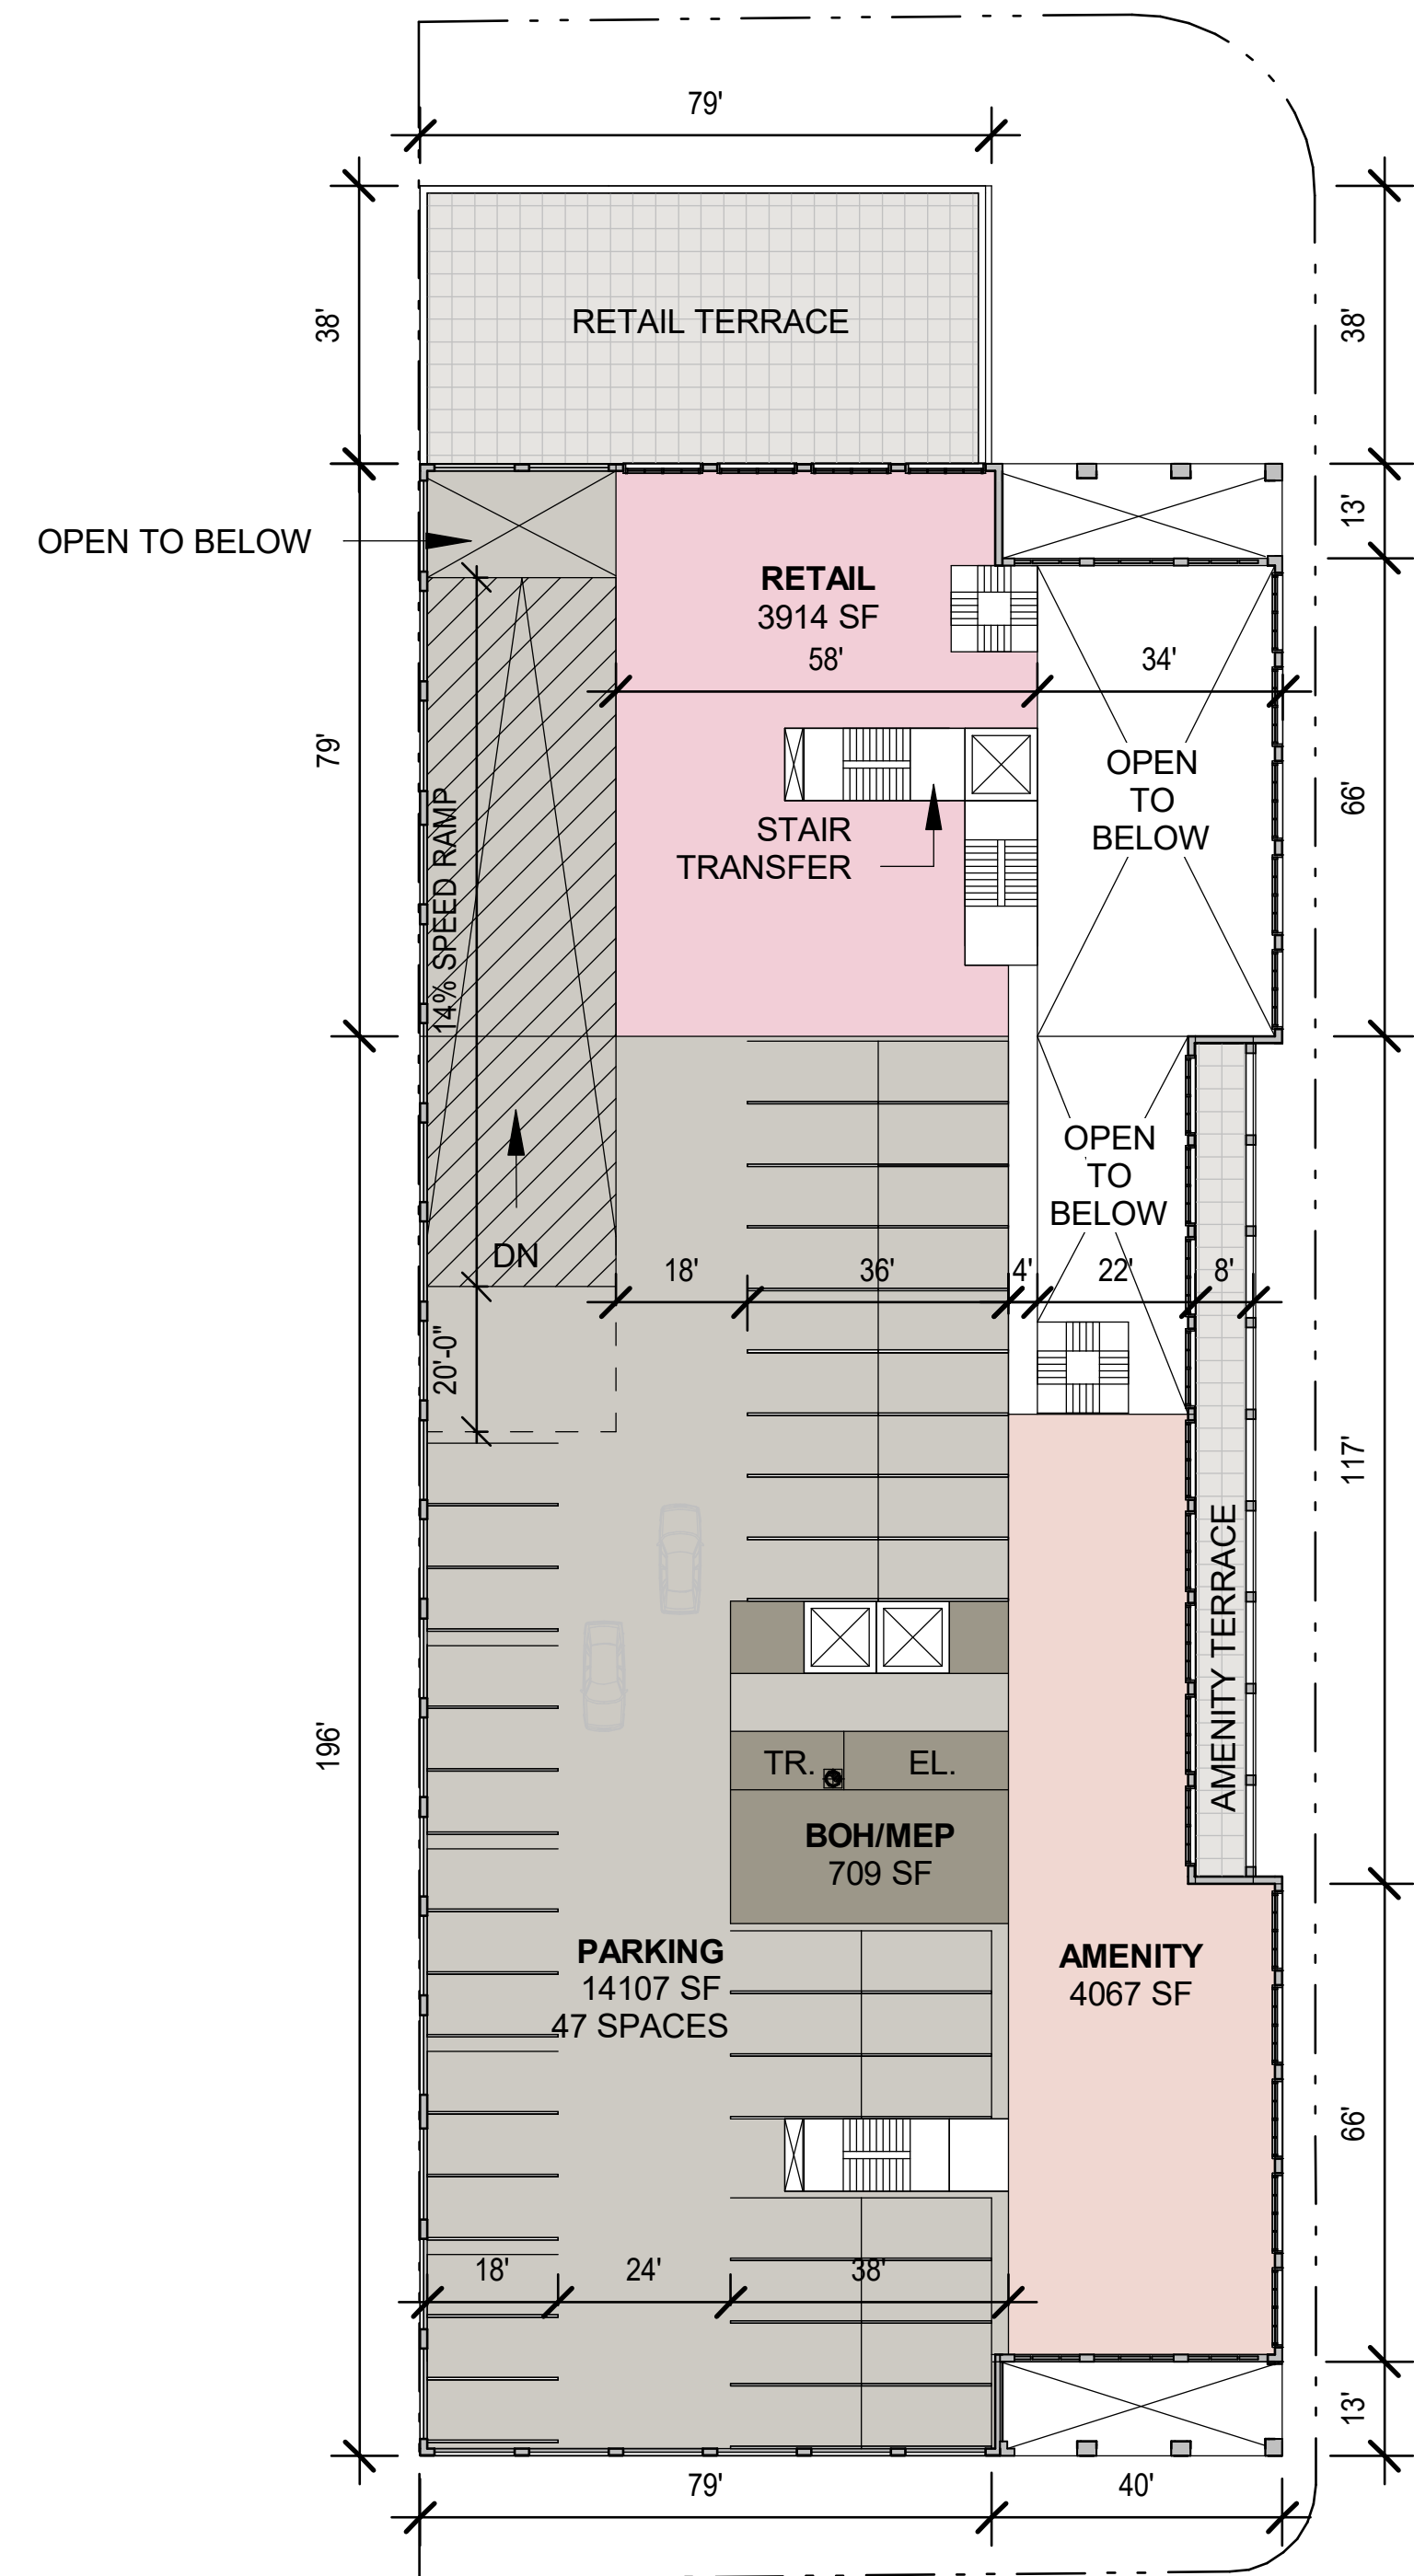 79'
38'
38'
RETAIL TERRACE
13'
OPEN TO BELOW
RETAIL
3914 SF
58'
34'
79'
66'
OPEN
TO
BELOW
STAIR
TRANSFER
14% SPEED RAMP
OPEN
TO
BELOW
DN
18'
36'
4'
22'
8'
20'-0"
117'
AMENITY TERRACE
196'
TR.
EL.
BOH/MEP
709 SF
PARKING
14107 SF
47 SPACES
AMENITY
4067 SF
66'
18'
24'
38'
13'
79'
40'